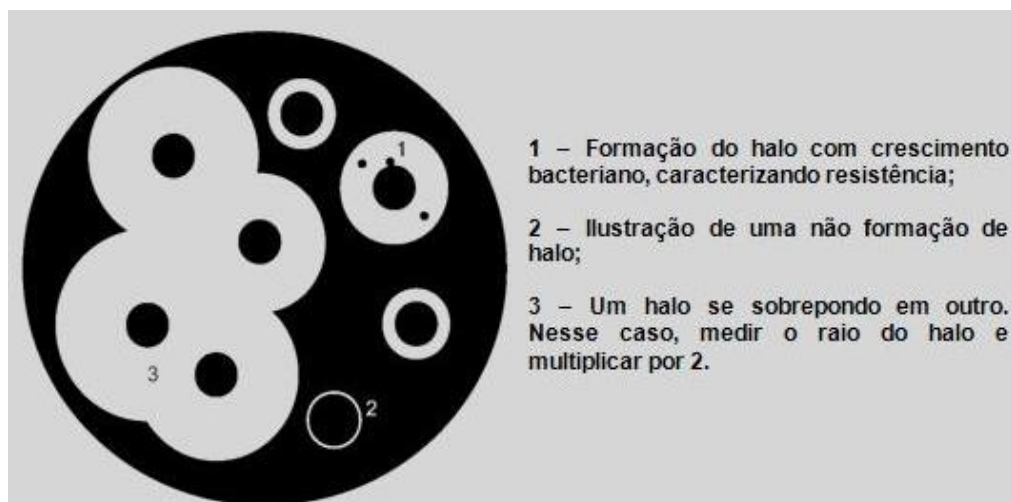 1
2
3
1 – Formação do halo com crescimento
bacteriano, caracterizando resistência;
2 – Ilustração de uma não formação de
halo;
3 – Um halo se sobrepondo em outro.
Nesse caso, medir o raio do halo e
multiplicar por 2.